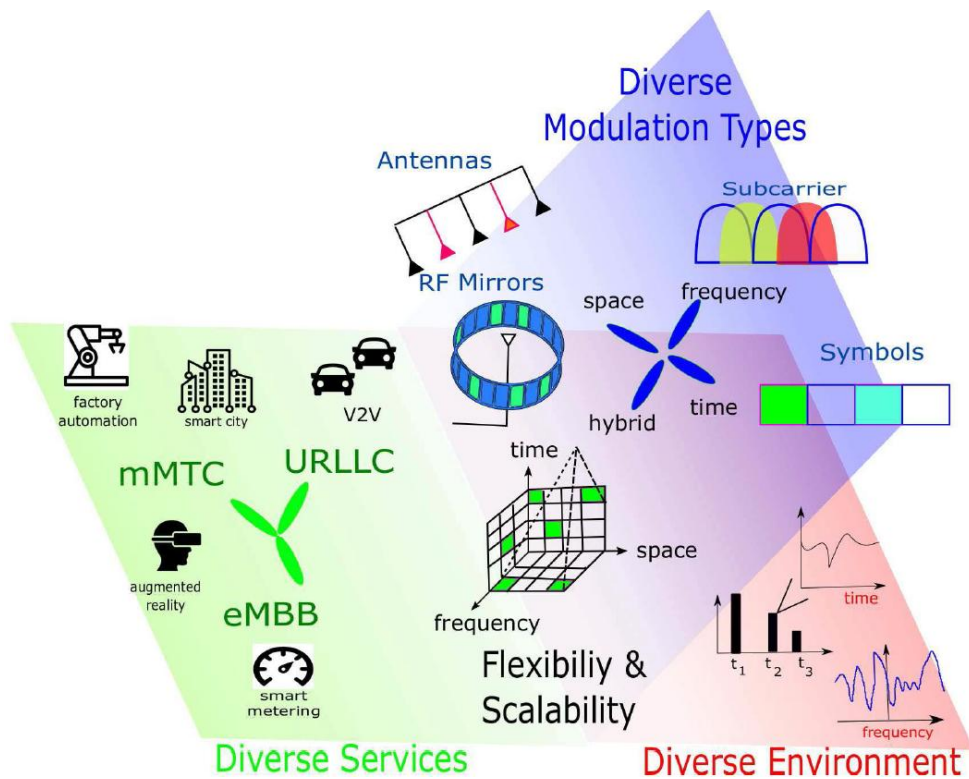 Diverse
Modulation Types
Antennas
Subcarrier
RF Mirrors
space
frequency
Symbols
factory
automation
smart city
V2V
hybrid
time
mMTC
URLLC
time
space
augmented
reality
eMBB
frequency
time
t1
t2
t3
smart
metering
Flexibiliy &
Scalability
frequency
Diverse Services
Diverse Environment